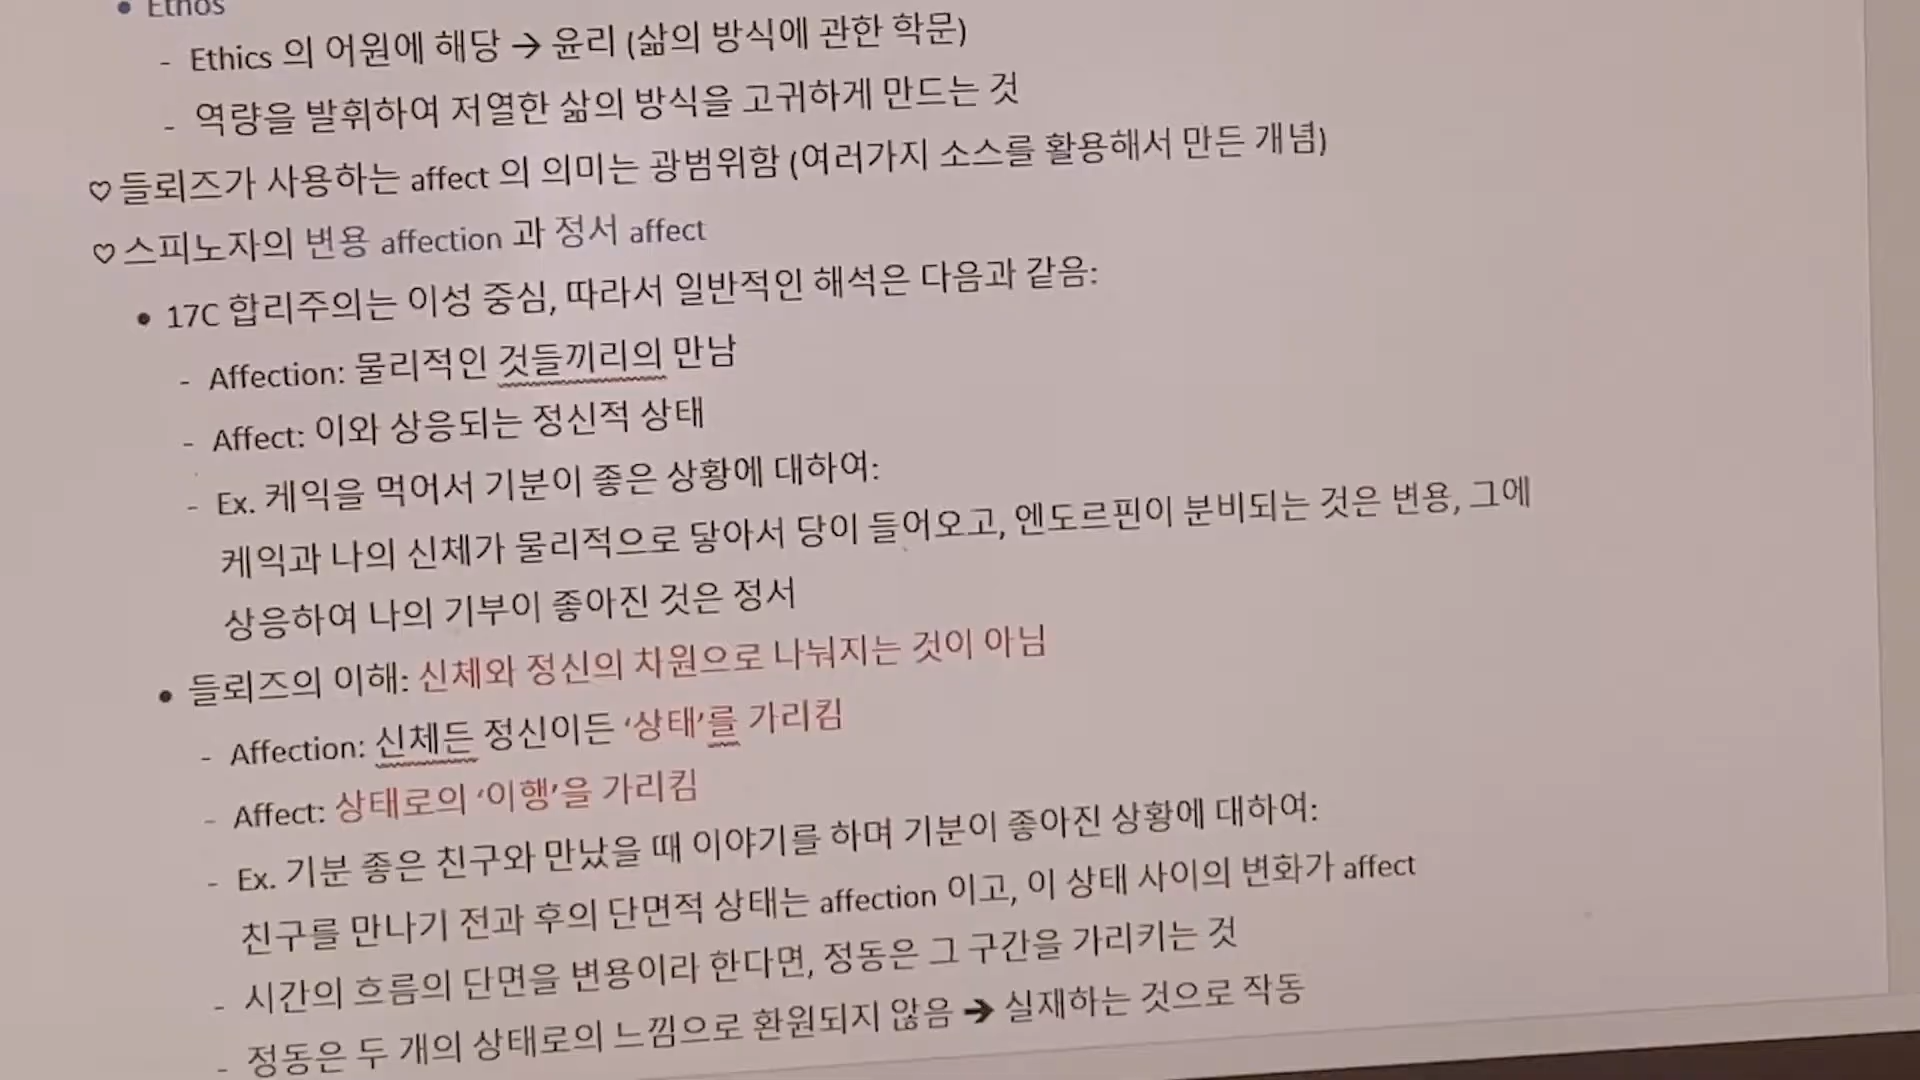 • Ethos
- Ethics 의 어원에 해당 → 윤리 (삶의 방식에 관한 학문)
- 역량을 발휘하여 저열한 삶의 방식을 고귀하게 만드는 것
♡ 들뢰즈가 사용하는 affect 의 의미는 광범위함 (여러가지 소스를 활용해서 만든 개념)
♡ 스피노자의 변용 affection 과 정서 affect
• 17C 합리주의는 이성 중심, 따라서 일반적인 해석은 다음과 같음:
- Affection: 물리적인 것들끼리의 만남
- Affect: 이와 상응되는 정신적 상태
- Ex. 케익을 먹어서 기분이 좋은 상황에 대하여:
케익과 나의 신체가 물리적으로 닿아서 당이 들어오고, 엔도르핀이 분비되는 것은 변용, 그에
상응하여 나의 기부이 좋아진 것은 정서
• 들뢰즈의 이해: 신체와 정신의 차원으로 나눠지는 것이 아님
- Affection: 신체든 정신이든 ‘상태’를 가리킴
- Affect: 상태로의 ‘이행’을 가리킴
- Ex. 기분 좋은 친구와 만났을 때 이야기를 하며 기분이 좋아진 상황에 대하여:
친구를 만나기 전과 후의 단면적 상태는 affection 이고, 이 상태 사이의 변화가 affect
- 시간의 흐름의 단면을 변용이라 한다면, 정동은 그 구간을 가리키는 것
- 정동은 두 개의 상태로의 느낌으로 환원되지 않음 → 실재하는 것으로 작동